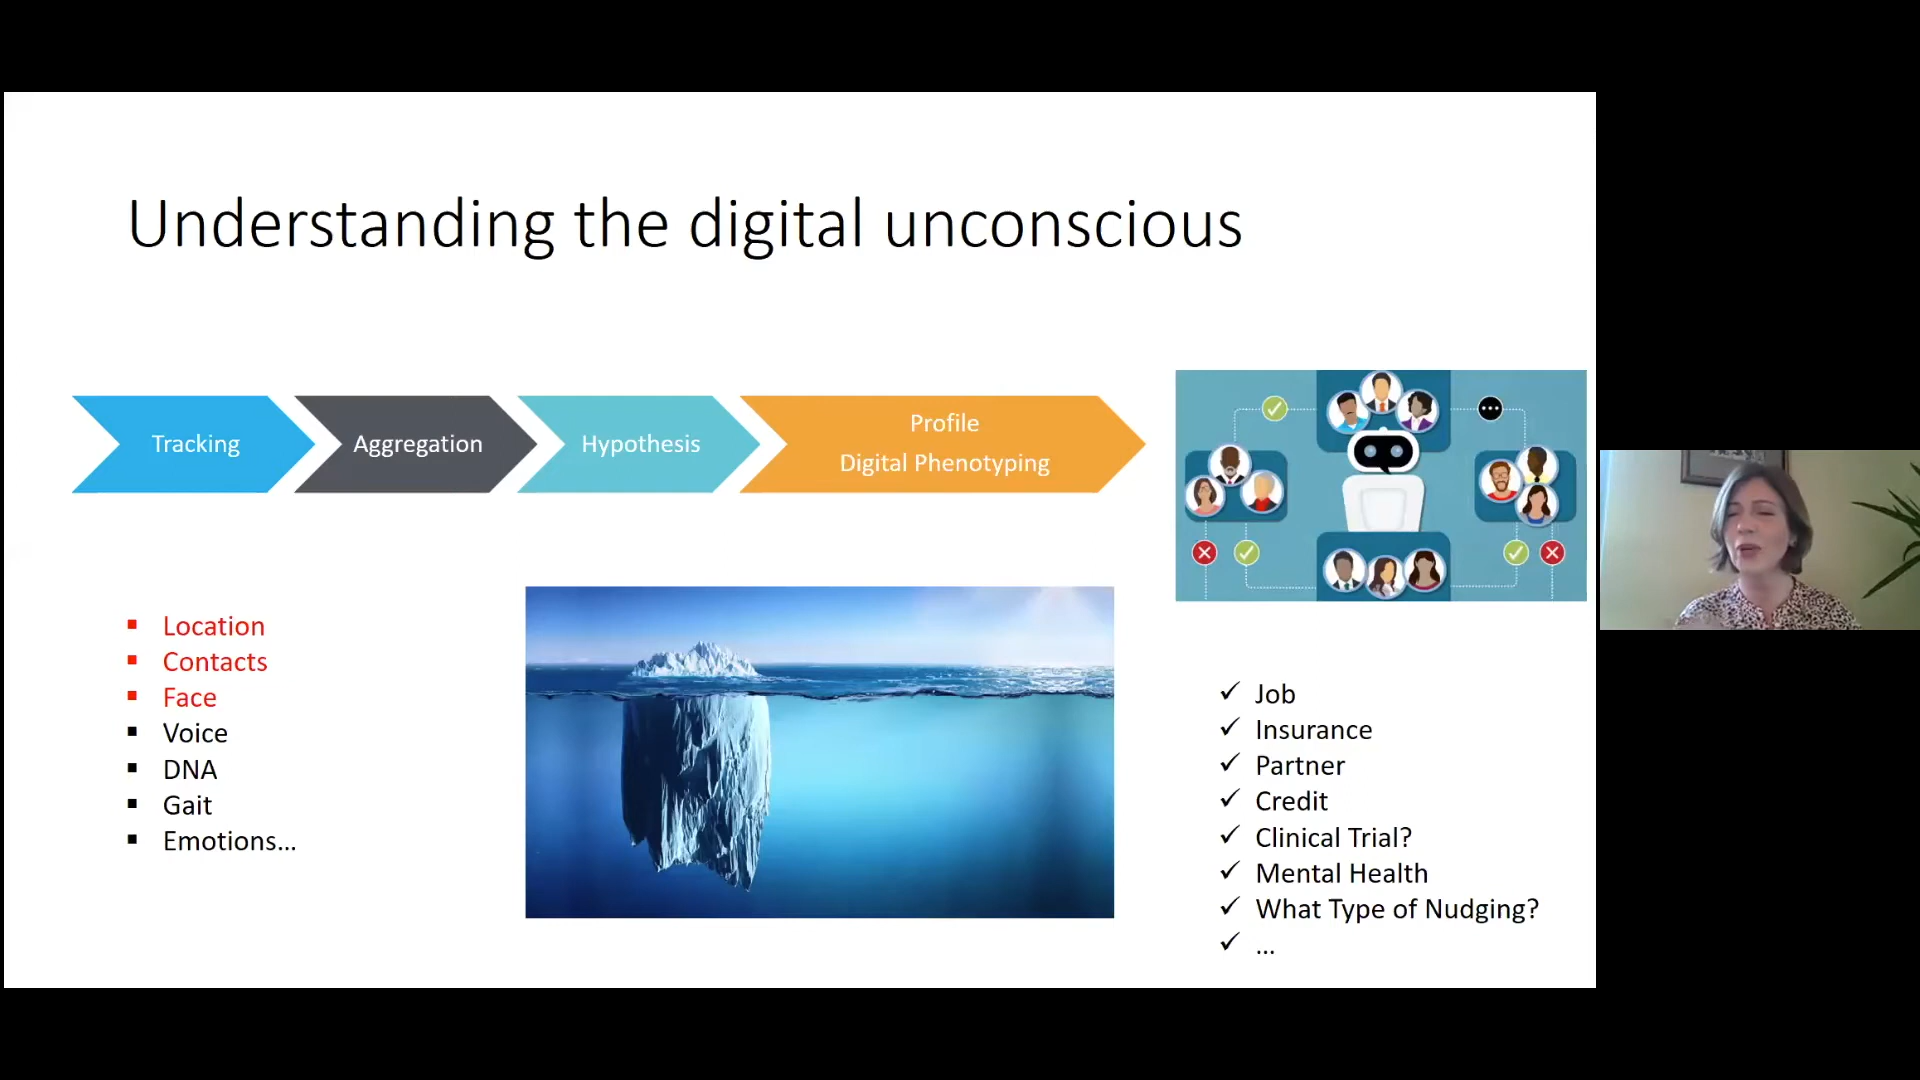 Understanding the digital unconscious
Tracking
Aggregation
Hypothesis
Profile
Digital Phenotyping
Location
Contacts
Face
Voice
DNA
Gait
Emotions...
Job
Insurance
Partner
Credit
Clinical Trial?
Mental Health
What Type of Nudging?
...